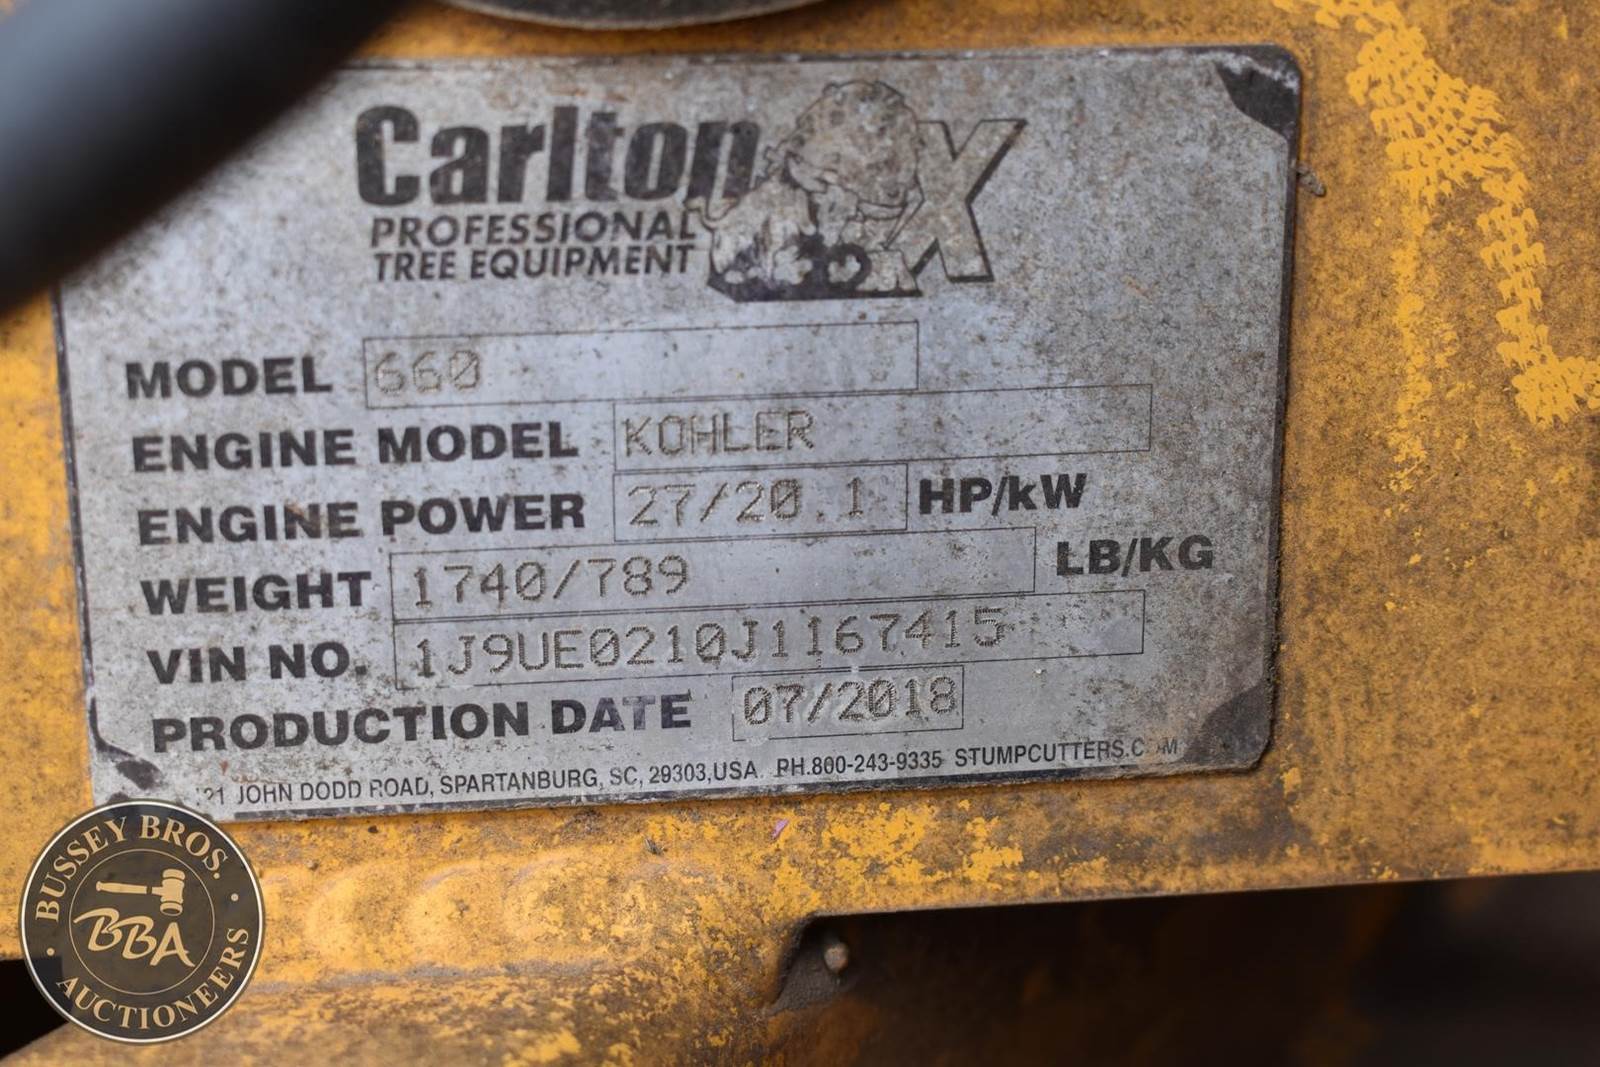 Carlton OX
PROFESSIONAL
TREE EQUIPMENT
MODEL 660
ENGINE MODEL KOHLER
ENGINE POWER 27/20.1 HP/kW
WEIGHT 1740/789 LB/KG
VIN NO. 1J9UE0210J1167415
PRODUCTION DATE 07/2018
JOHN DODD ROAD, SPARTANBURG, SC, 29303,USA. PH.800-243-9335 STUMPCUTTERS.COM
BUSSEY BROS.
BBA
AUCTIONEERS